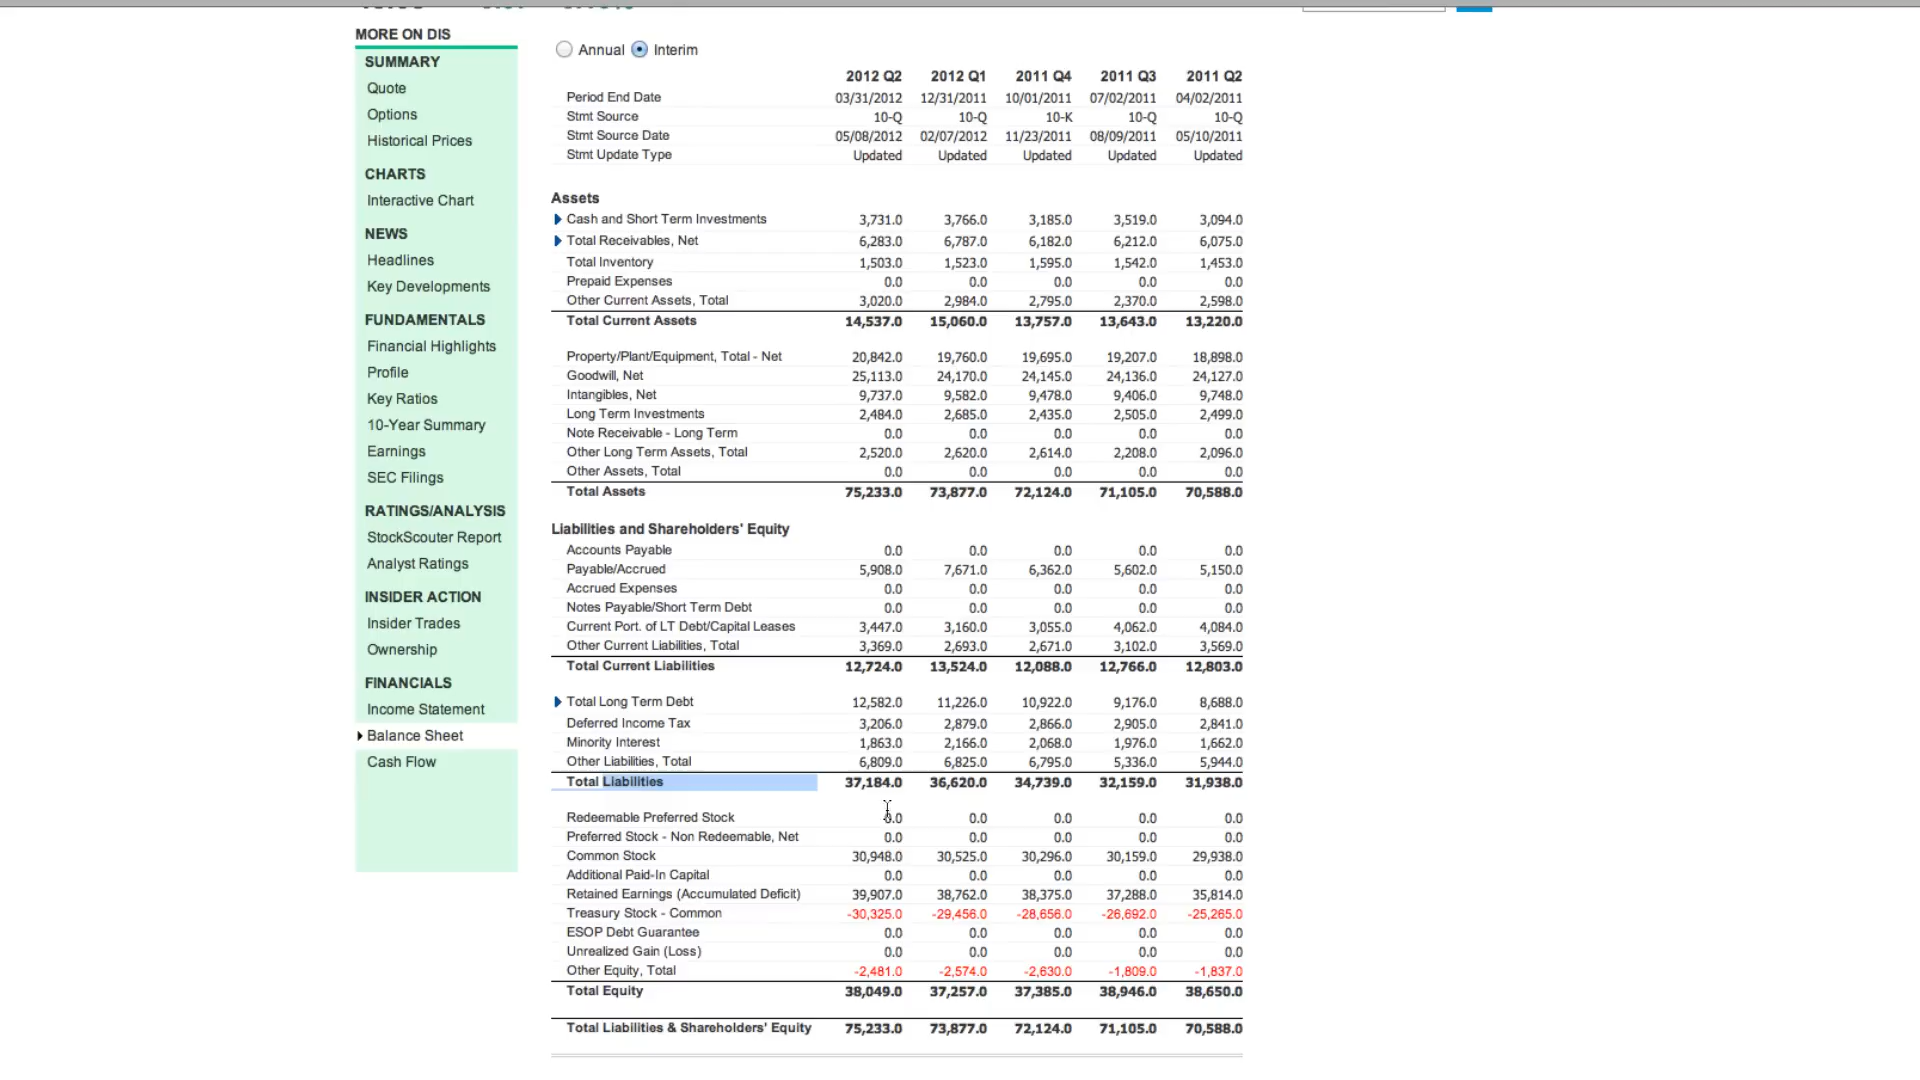 MORE ON DIS
SUMMARY
Quote
Options
Historical Prices
CHARTS
Interactive Chart
NEWS
Headlines
Key Developments
FUNDAMENTALS
Financial Highlights
Profile
Key Ratios
10-Year Summary
Earnings
SEC Filings
RATINGS/ANALYSIS
StockScouter Report
Analyst Ratings
INSIDER ACTION
Insider Trades
Ownership
FINANCIALS
Income Statement
Balance Sheet
Cash Flow
Annual Interim
2012 Q2 2012 Q1 2011 Q4 2011 Q3 2011 Q2
Period End Date 03/31/2012 12/31/2011 10/01/2011 07/02/2011 04/02/2011
Stmt Source 10-Q 10-Q 10-K 10-Q 10-Q
Stmt Source Date 05/08/2012 02/07/2012 11/23/2011 08/09/2011 05/10/2011
Stmt Update Type Updated Updated Updated Updated Updated
Assets
Cash and Short Term Investments 3,731.0 3,766.0 3,185.0 3,519.0 3,094.0
Total Receivables, Net 6,283.0 6,787.0 6,182.0 6,212.0 6,075.0
Total Inventory 1,503.0 1,523.0 1,595.0 1,542.0 1,453.0
Prepaid Expenses 0.0 0.0 0.0 0.0 0.0
Other Current Assets, Total 3,020.0 2,984.0 2,795.0 2,370.0 2,598.0
Total Current Assets 14,537.0 15,060.0 13,757.0 13,643.0 13,220.0
Property/Plant/Equipment, Total - Net 20,842.0 19,760.0 19,695.0 19,207.0 18,898.0
Goodwill, Net 25,113.0 24,170.0 24,145.0 24,136.0 24,127.0
Intangibles, Net 9,737.0 9,582.0 9,478.0 9,406.0 9,748.0
Long Term Investments 2,484.0 2,685.0 2,435.0 2,505.0 2,499.0
Note Receivable - Long Term 0.0 0.0 0.0 0.0 0.0
Other Long Term Assets, Total 2,520.0 2,620.0 2,614.0 2,208.0 2,096.0
Other Assets, Total 0.0 0.0 0.0 0.0 0.0
Total Assets 75,233.0 73,877.0 72,124.0 71,105.0 70,588.0
Liabilities and Shareholders' Equity
Accounts Payable 0.0 0.0 0.0 0.0 0.0
Payable/Accrued 5,908.0 7,671.0 6,362.0 5,602.0 5,150.0
Accrued Expenses 0.0 0.0 0.0 0.0 0.0
Notes Payable/Short Term Debt 0.0 0.0 0.0 0.0 0.0
Current Port. of LT Debt/Capital Leases 3,447.0 3,160.0 3,055.0 4,062.0 4,084.0
Other Current Liabilities, Total 3,369.0 2,693.0 2,671.0 3,102.0 3,569.0
Total Current Liabilities 12,724.0 13,524.0 12,088.0 12,766.0 12,803.0
Total Long Term Debt 12,582.0 11,226.0 10,922.0 9,176.0 8,688.0
Deferred Income Tax 3,206.0 2,879.0 2,866.0 2,905.0 2,841.0
Minority Interest 1,863.0 2,166.0 2,068.0 1,976.0 1,662.0
Other Liabilities, Total 6,809.0 6,825.0 6,795.0 5,336.0 5,944.0
Total Liabilities 37,184.0 36,620.0 34,739.0 32,159.0 31,938.0
Redeemable Preferred Stock 0.0 0.0 0.0 0.0 0.0
Preferred Stock - Non Redeemable, Net 0.0 0.0 0.0 0.0 0.0
Common Stock 30,948.0 30,525.0 30,296.0 30,159.0 29,938.0
Additional Paid-In Capital 0.0 0.0 0.0 0.0 0.0
Retained Earnings (Accumulated Deficit) 39,907.0 38,762.0 38,375.0 37,288.0 35,814.0
Treasury Stock - Common -30,325.0 -29,456.0 -28,656.0 -26,692.0 -25,265.0
ESOP Debt Guarantee 0.0 0.0 0.0 0.0 0.0
Unrealized Gain (Loss) 0.0 0.0 0.0 0.0 0.0
Other Equity, Total -2,481.0 -2,574.0 -2,630.0 -1,809.0 -1,837.0
Total Equity 38,049.0 37,257.0 37,385.0 38,946.0 38,650.0
Total Liabilities & Shareholders' Equity 75,233.0 73,877.0 72,124.0 71,105.0 70,588.0